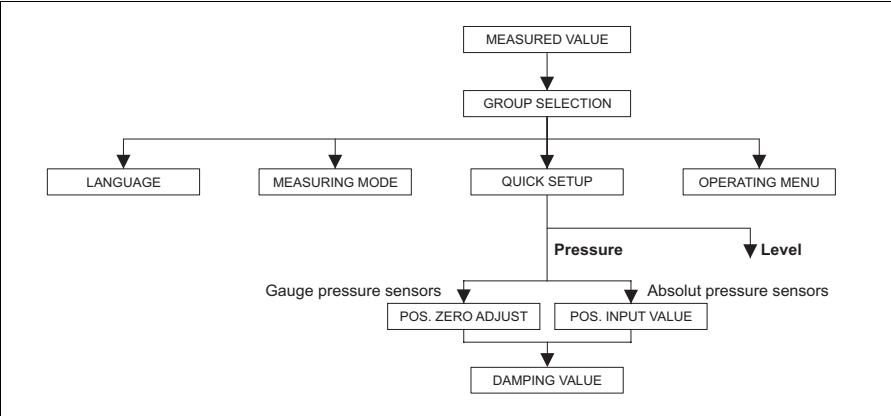 MEASURED VALUE
GROUP SELECTION
LANGUAGE
MEASURING MODE
QUICK SETUP
OPERATING MENU
Pressure
Level
Gauge pressure sensors
Absolut pressure sensors
POS. ZERO ADJUST
POS. INPUT VALUE
DAMPING VALUE